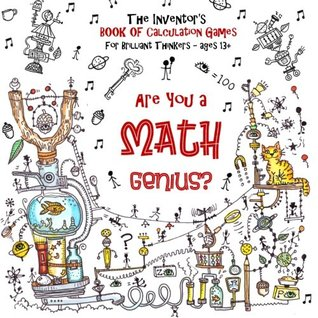 The Inventor's
BOOK OF Calculation Games
For Brilliant Thinkers - ages 13+
=100
Are You a
MATH
Genius?
?